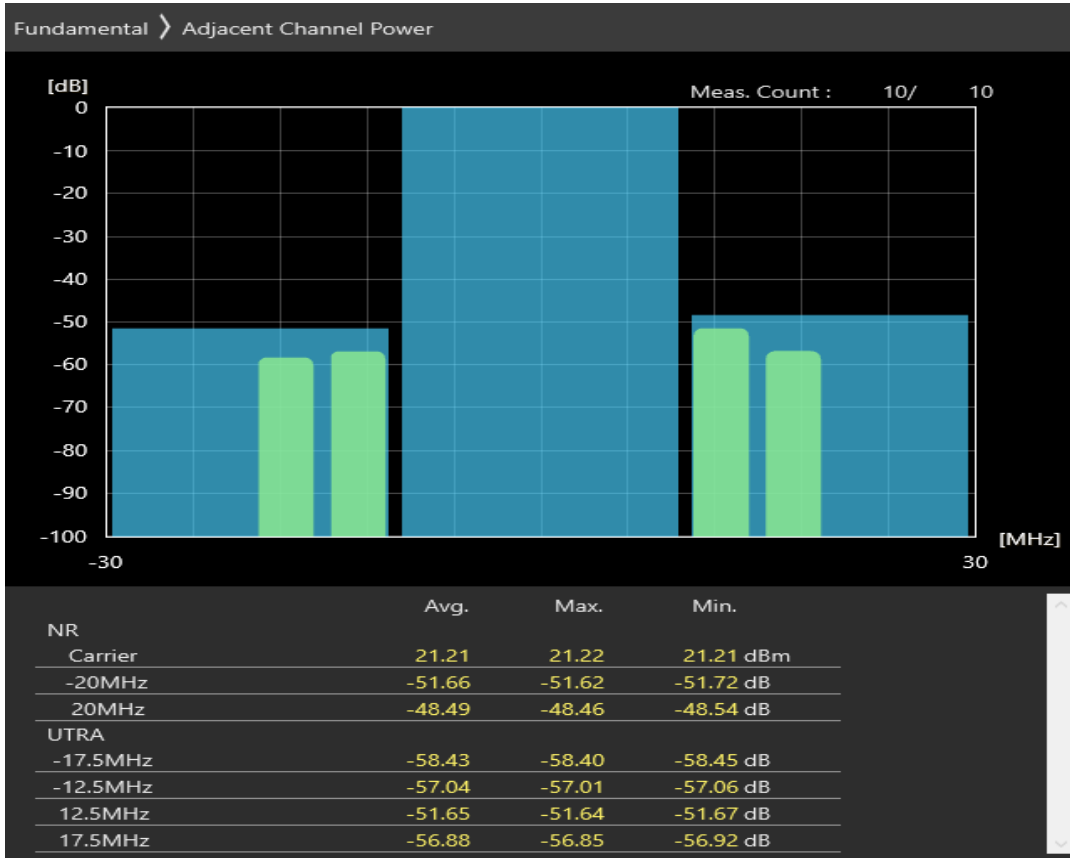 Fundamental 〉 Adjacent Channel Power
[dB]
Meas. Count : 10/ 10
0
-10
-20
-30
-40
-50
-60
-70
-80
-90
-100
[MHz]
-30 30
Avg. Max. Min.
NR
Carrier 21.21 21.22 21.21 dBm
-20MHz -51.66 -51.62 -51.72 dB
20MHz -48.49 -48.46 -48.54 dB
UTRA
-17.5MHz -58.43 -58.40 -58.45 dB
-12.5MHz -57.04 -57.01 -57.06 dB
12.5MHz -51.65 -51.64 -51.67 dB
17.5MHz -56.88 -56.85 -56.92 dB